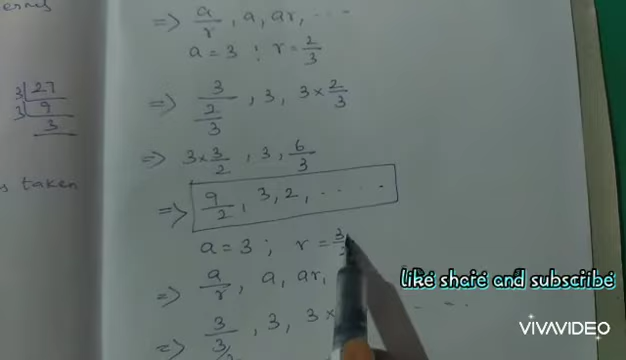 => a/r, a, ar, ...
a = 3 ; r = 2/3
=> 3/(2/3), 3, 3 × 2/3
3 | 27
3 | 9
3
=> 3 × 3/2, 3, 6/3
taken
=> 9/2, 3, 2, .....
a = 3 ; r = 3/
=> a/r, a, ar,
like share and subscribe
=> 3/(3/2), 3, 3 ×
VIVAVIDEO